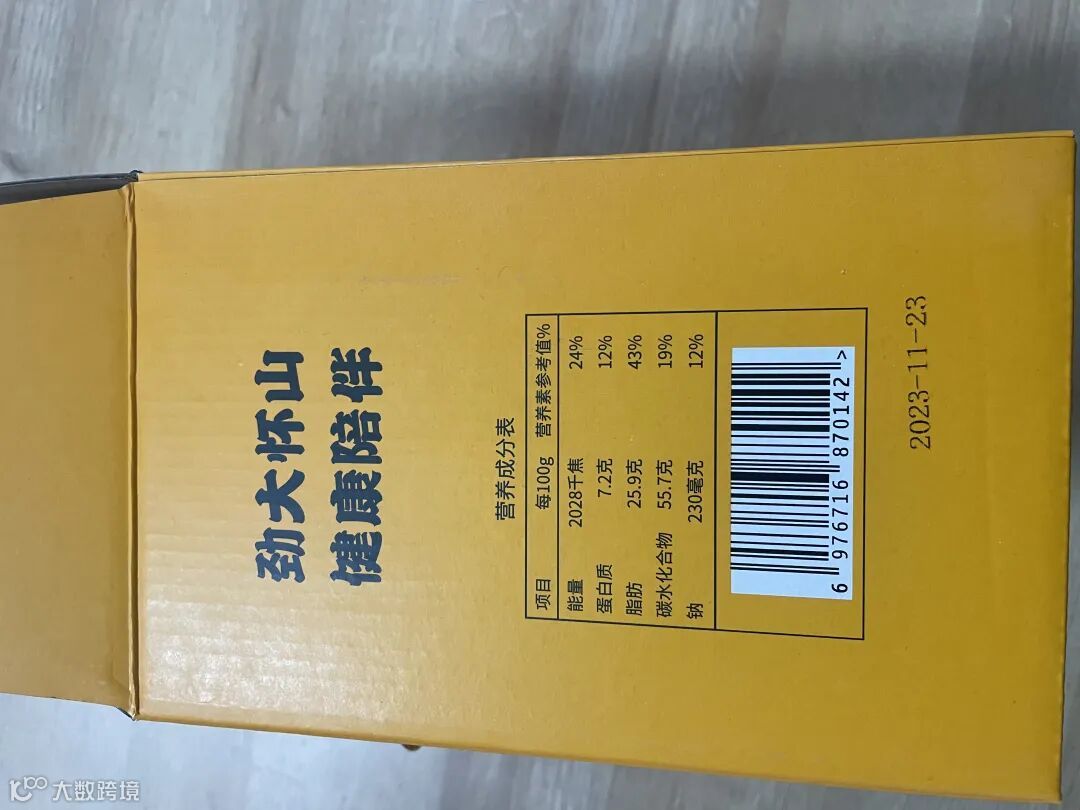 劲大怀山
健康陪伴
营养成分表
项目 每100g 营养素参考值%
能量 2028千焦 24%
蛋白质 7.2克 12%
脂肪 25.9克 43%
碳水化合物 55.7克 19%
钠 230毫克 12%
6 976716 870142 >
2023-11-23
大数跨境